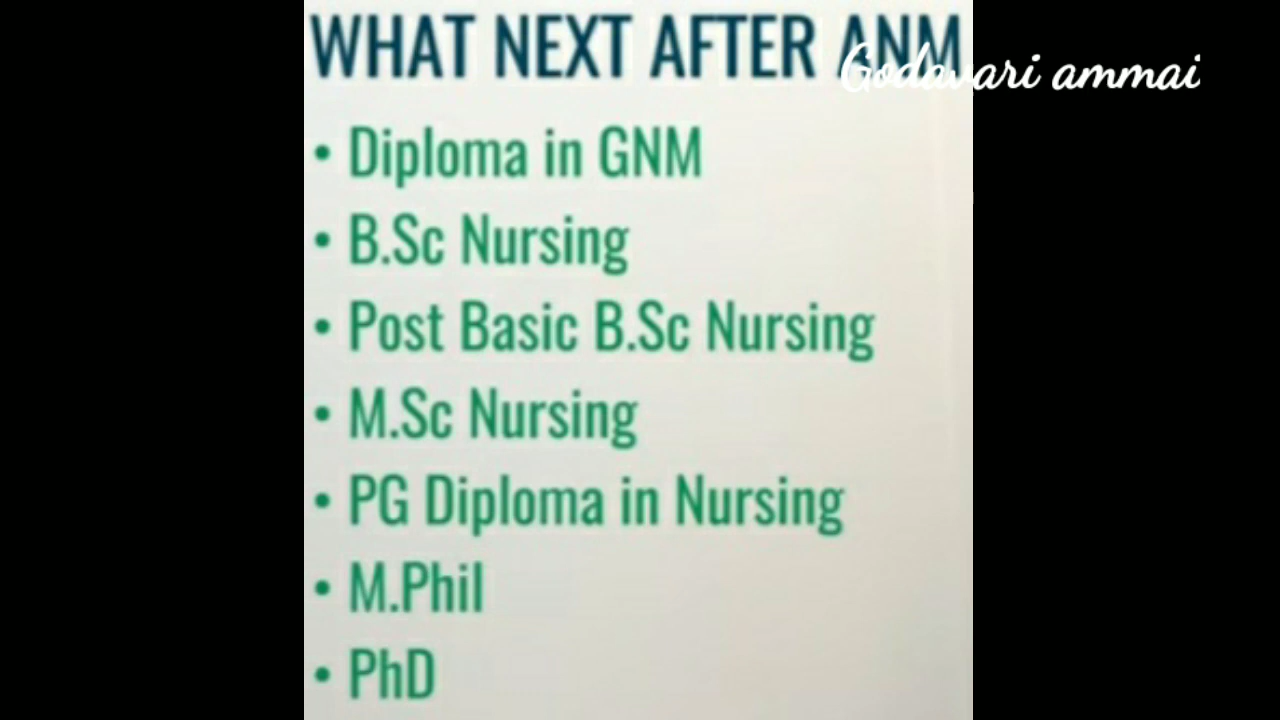 WHAT NEXT AFTER ANM
Godavari ammai
• Diploma in GNM
• B.Sc Nursing
• Post Basic B.Sc Nursing
• M.Sc Nursing
• PG Diploma in Nursing
• M.Phil
• PhD